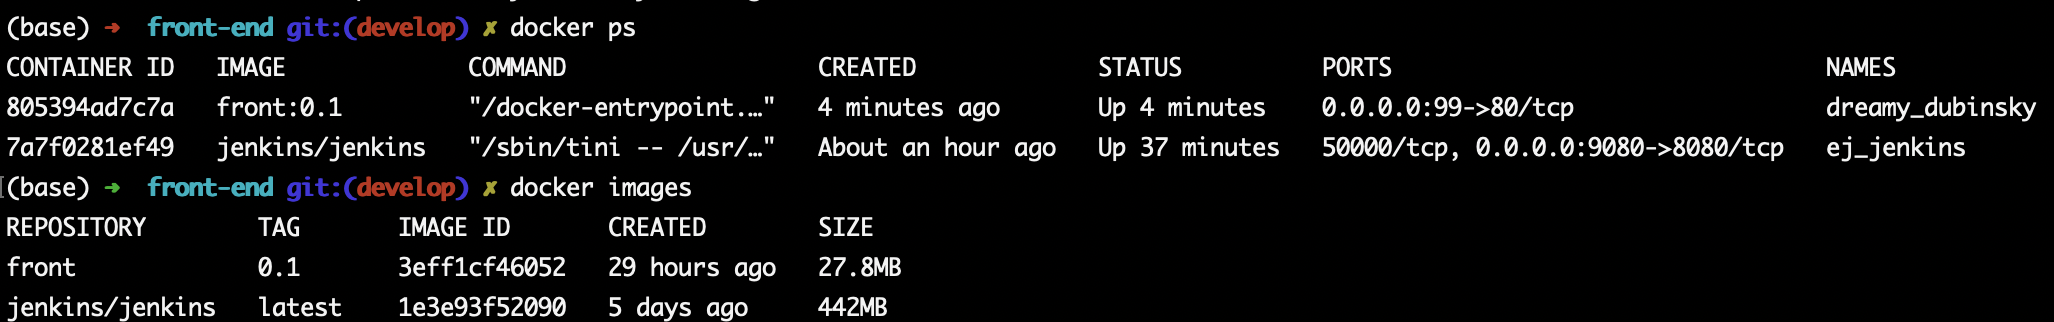 (base) ➜ front-end git:(develop) ✗ docker ps
CONTAINER ID IMAGE COMMAND CREATED STATUS PORTS NAMES
805394ad7c7a front:0.1 "/docker-entrypoint.…" 4 minutes ago Up 4 minutes 0.0.0.0:99->80/tcp dreamy_dubinsky
7a7f0281ef49 jenkins/jenkins "/sbin/tini -- /usr/…" About an hour ago Up 37 minutes 50000/tcp, 0.0.0.0:9080->8080/tcp ej_jenkins
(base) ➜ front-end git:(develop) ✗ docker images
REPOSITORY TAG IMAGE ID CREATED SIZE
front 0.1 3eff1cf46052 29 hours ago 27.8MB
jenkins/jenkins latest 1e3e93f52090 5 days ago 442MB